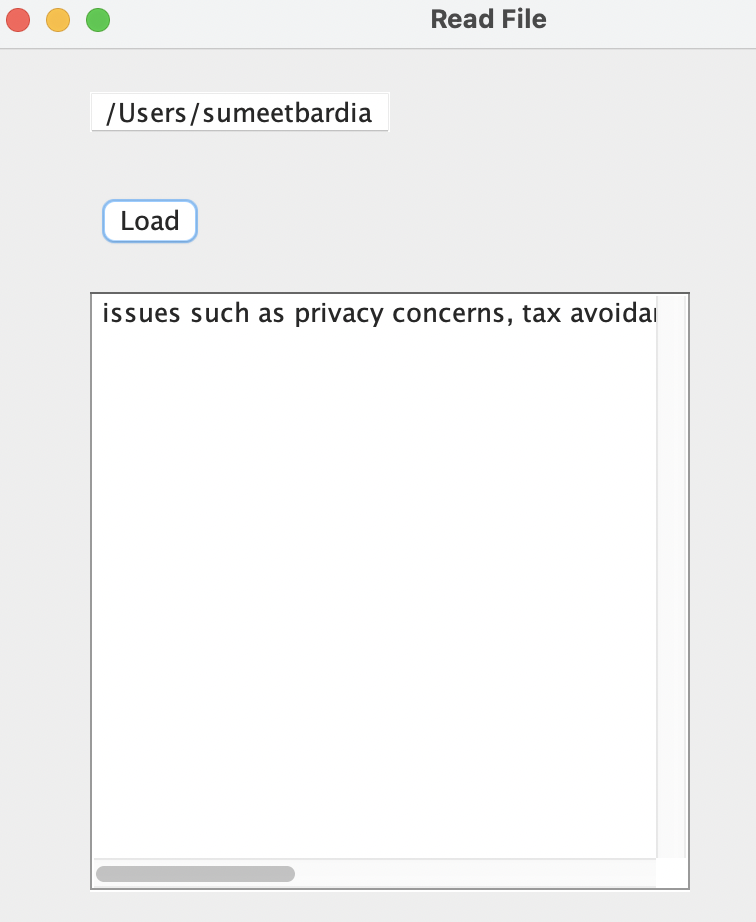 Read File
/Users/sumeetbardia
Load
issues such as privacy concerns, tax